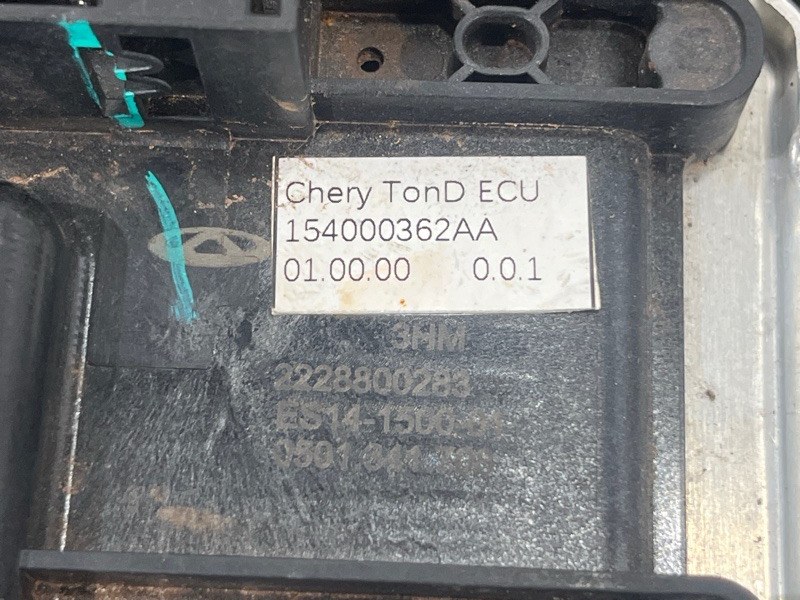 Chery TonD ECU
154000362AA
01.00.00 0.0.1
3HM
2228800283